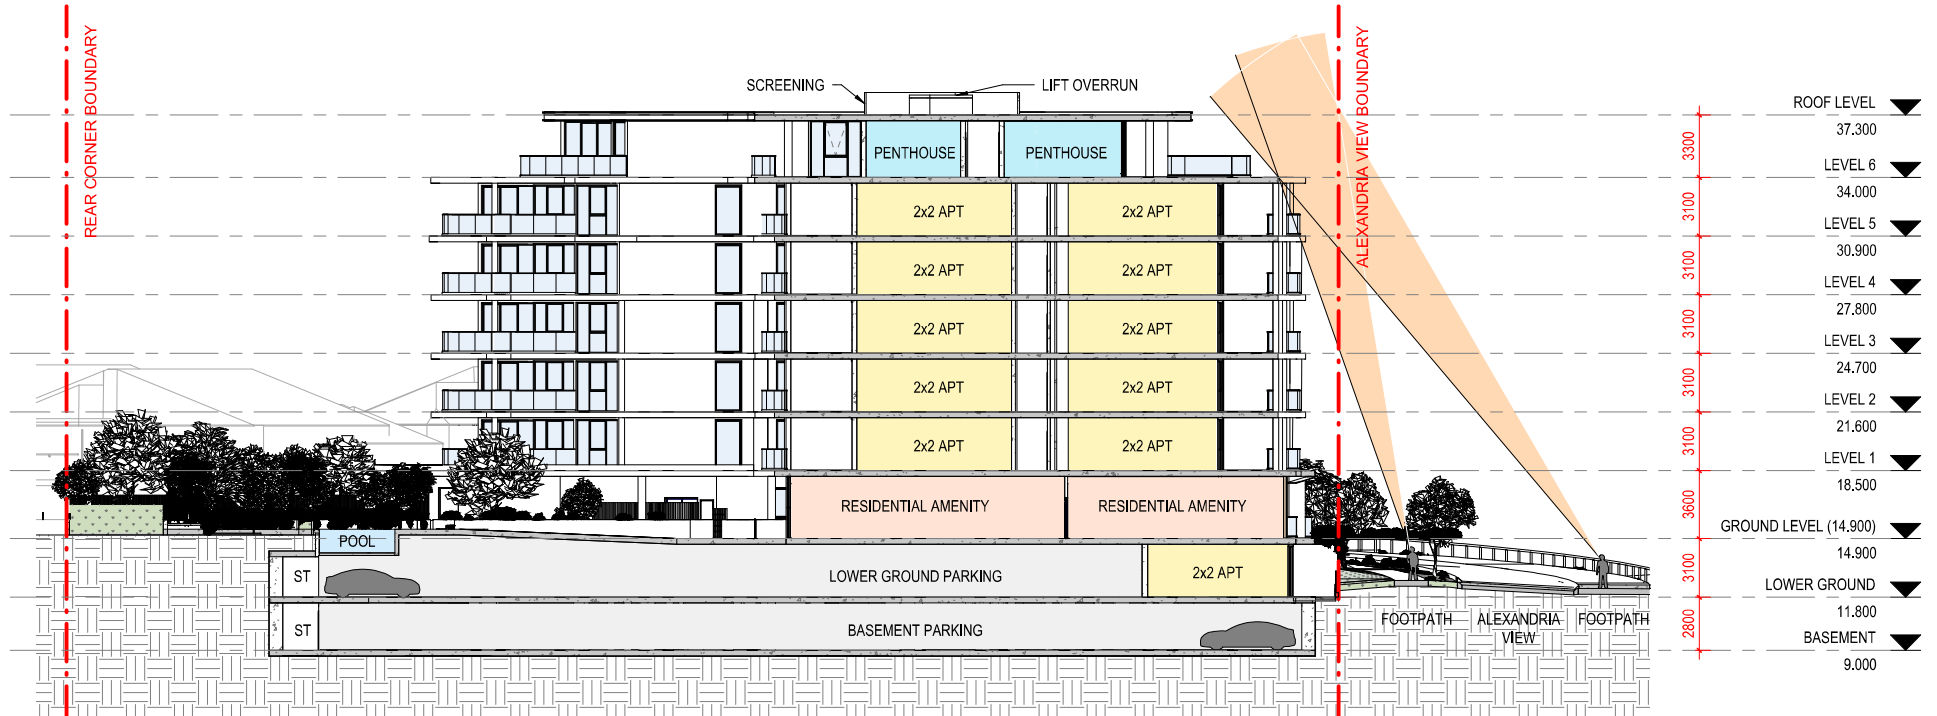 REAR CORNER BOUNDARY
ALEXANDRIA VIEW BOUNDARY
SCREENING
LIFT OVERRUN
PENTHOUSE
PENTHOUSE
2x2 APT
2x2 APT
2x2 APT
2x2 APT
2x2 APT
2x2 APT
2x2 APT
2x2 APT
2x2 APT
2x2 APT
RESIDENTIAL AMENITY
RESIDENTIAL AMENITY
POOL
ST
LOWER GROUND PARKING
2x2 APT
ST
BASEMENT PARKING
FOOTPATH
ALEXANDRIA
VIEW
FOOTPATH
3300
3100
3100
3100
3100
3100
3600
3100
2800
ROOF LEVEL
37.300
LEVEL 6
34.000
LEVEL 5
30.900
LEVEL 4
27.800
LEVEL 3
24.700
LEVEL 2
21.600
LEVEL 1
18.500
GROUND LEVEL (14.900)
14.900
LOWER GROUND
11.800
BASEMENT
9.000